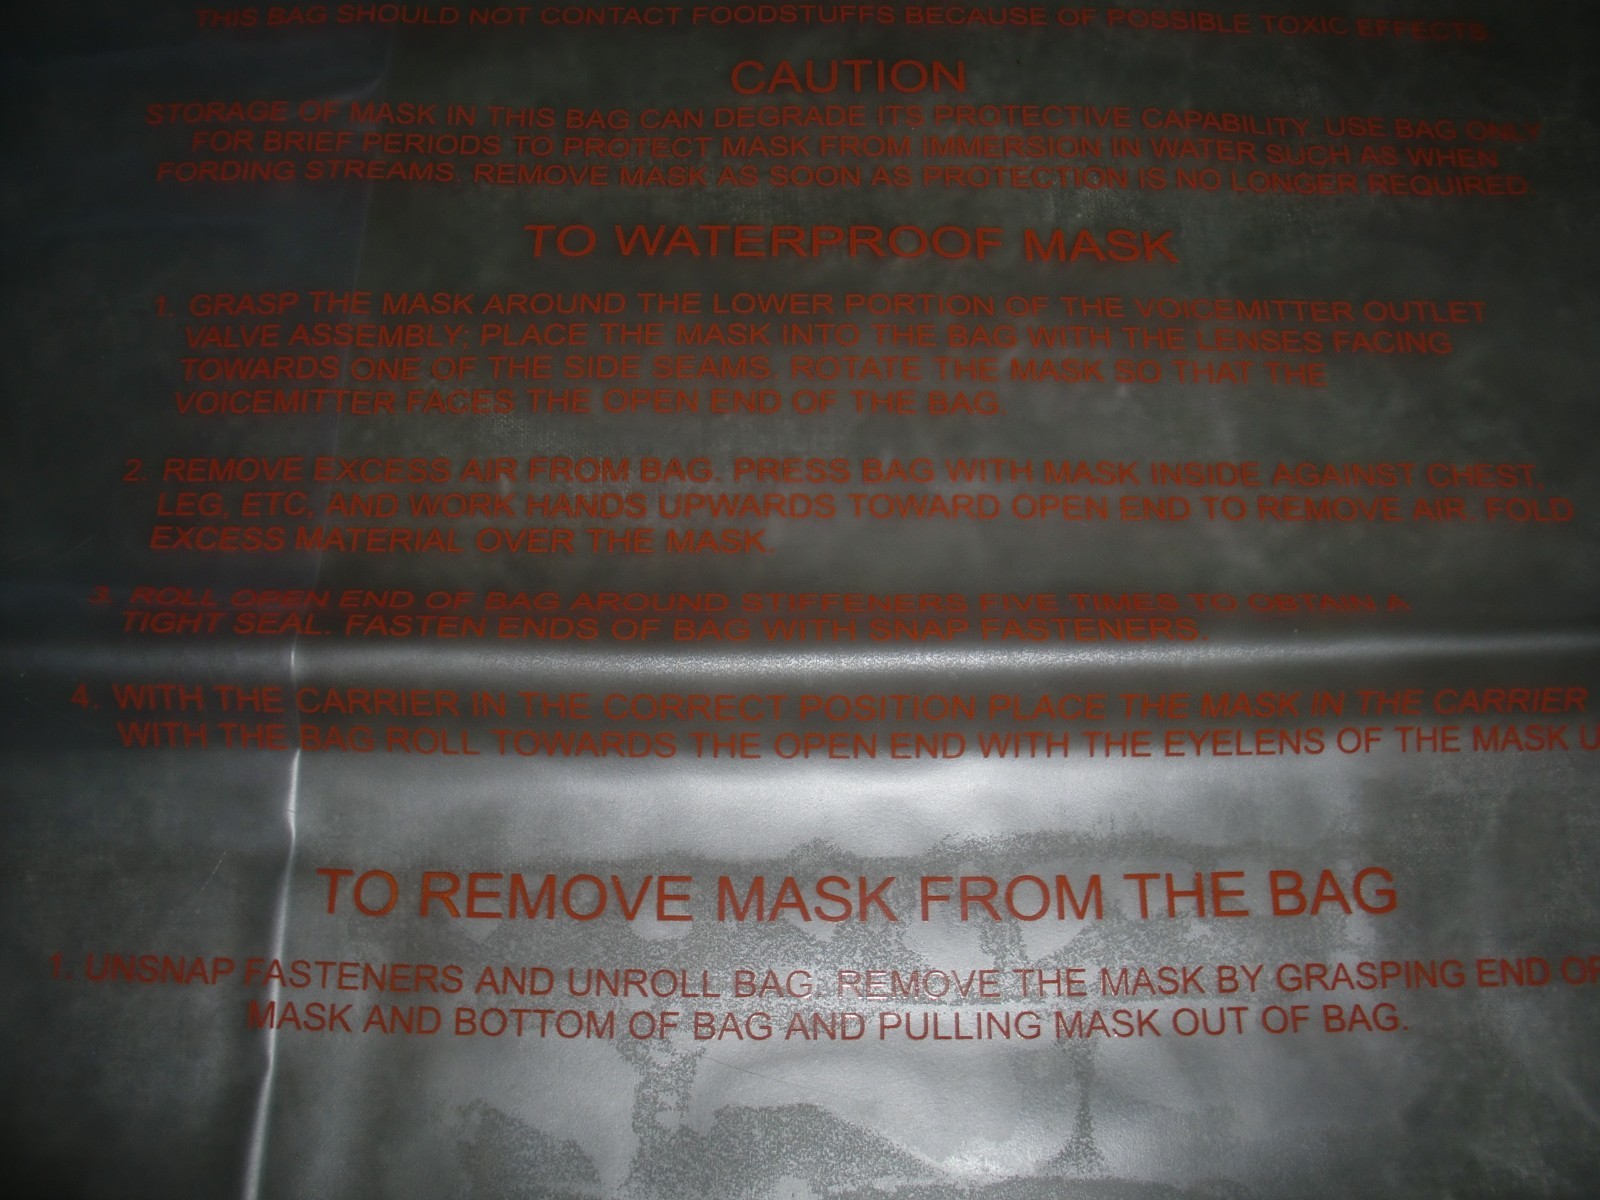 THIS BAG SHOULD NOT CONTACT FOODSTUFFS BECAUSE OF POSSIBLE TOXIC EFFECTS.
CAUTION
STORAGE OF MASK IN THIS BAG CAN DEGRADE ITS PROTECTIVE CAPABILITY. USE BAG ONLY
FOR BRIEF PERIODS TO PROTECT MASK FROM IMMERSION IN WATER SUCH AS WHEN
FORDING STREAMS. REMOVE MASK AS SOON AS PROTECTION IS NO LONGER REQUIRED.
TO WATERPROOF MASK
1. GRASP THE MASK AROUND THE LOWER PORTION OF THE VOICEMITTER OUTLET
VALVE ASSEMBLY; PLACE THE MASK INTO THE BAG WITH THE LENSES FACING
TOWARDS ONE OF THE SIDE SEAMS. ROTATE THE MASK SO THAT THE
VOICEMITTER FACES THE OPEN END OF THE BAG.
2. REMOVE EXCESS AIR FROM BAG. PRESS BAG WITH MASK INSIDE AGAINST CHEST,
LEG, ETC, AND WORK HANDS UPWARDS TOWARD OPEN END TO REMOVE AIR. FOLD
EXCESS MATERIAL OVER THE MASK.
3. ROLL OPEN END OF BAG AROUND STIFFENERS FIVE TIMES TO OBTAIN A
TIGHT SEAL. FASTEN ENDS OF BAG WITH SNAP FASTENERS.
4. WITH THE CARRIER IN THE CORRECT POSITION PLACE THE MASK IN THE CARRIER
WITH THE BAG ROLL TOWARDS THE OPEN END WITH THE EYELENS OF THE MASK U
TO REMOVE MASK FROM THE BAG
1. UNSNAP FASTENERS AND UNROLL BAG. REMOVE THE MASK BY GRASPING END OF
MASK AND BOTTOM OF BAG AND PULLING MASK OUT OF BAG.